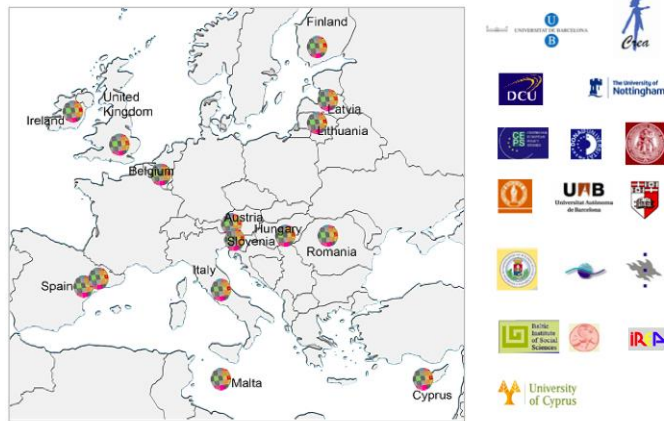 Finland
United
Kingdom
Ireland
Latvia
Lithuania
Belgium
Austria
Hungary
Slovenia
Romania
Spain
Italy
Malta
Cyprus
U
UNIVERSITAT DE BARCELONA
B
Crea
DCU
The University of
Nottingham
UAB
Universitat Autònoma
de Barcelona
Baltic
Institute
of Social
Sciences
University
of Cyprus